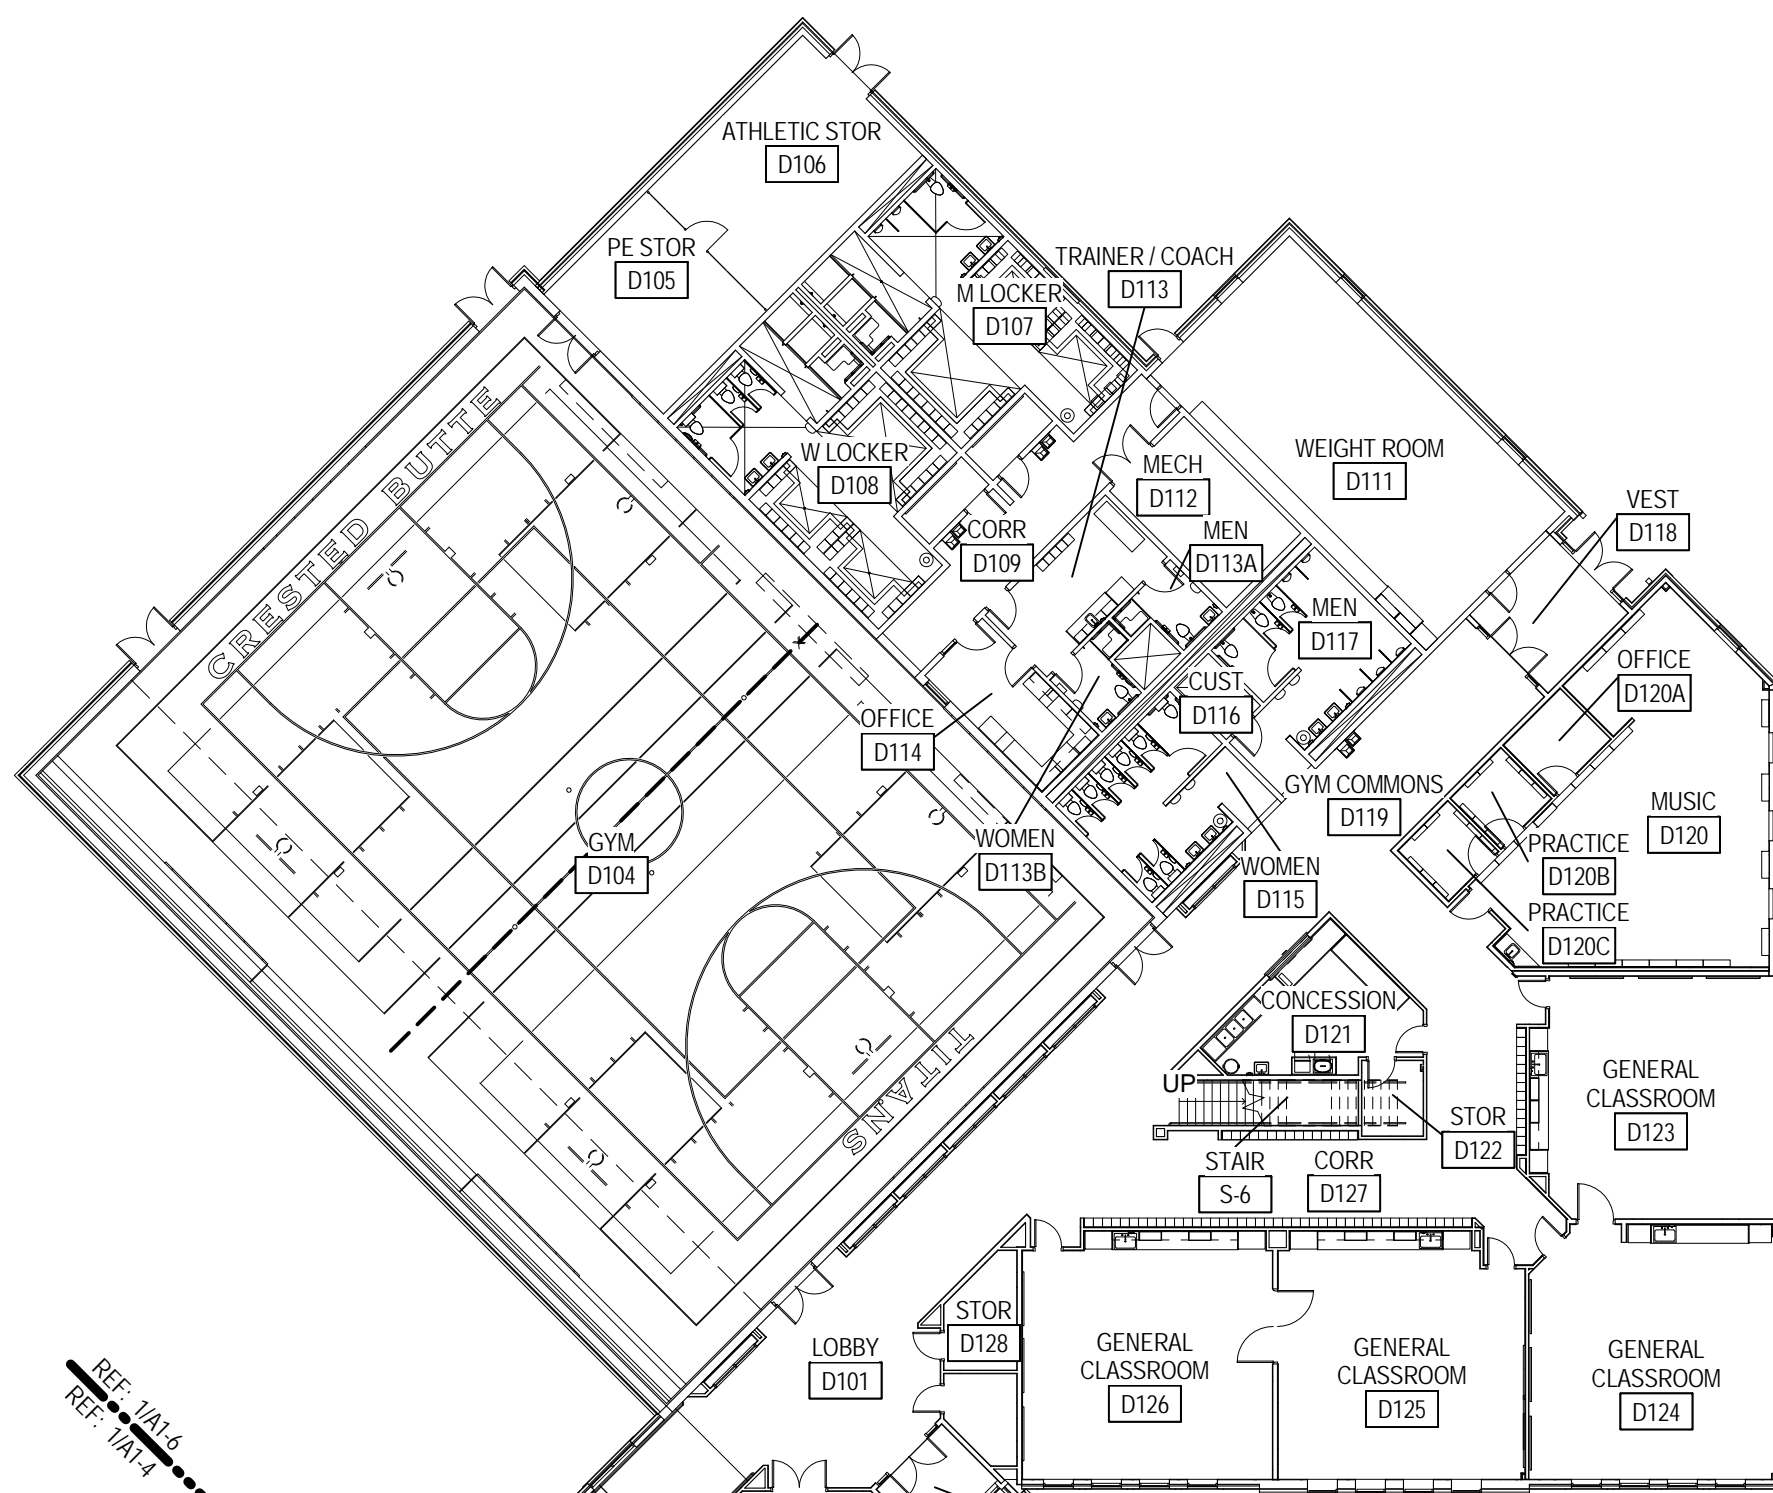 ATHLETIC STOR
D106
PE STOR
D105
TRAINER / COACH
D113
M LOCKER
D107
CRESTED BUTTE
W LOCKER
D108
WEIGHT ROOM
D111
MECH
D112
VEST
D118
CORR
D109
MEN
D113A
MEN
D117
OFFICE
D120A
CUST
D116
OFFICE
D114
GYM COMMONS
D119
MUSIC
D120
GYM
D104
WOMEN
D113B
WOMEN
D115
PRACTICE
D120B
PRACTICE
D120C
CONCESSION
D121
TITANS
UP
GENERAL
CLASSROOM
D123
STOR
D122
STAIR
S-6
CORR
D127
STOR
D128
LOBBY
D101
GENERAL
CLASSROOM
D126
GENERAL
CLASSROOM
D125
GENERAL
CLASSROOM
D124
REF: 1/A1-6
REF: 1/A1-4